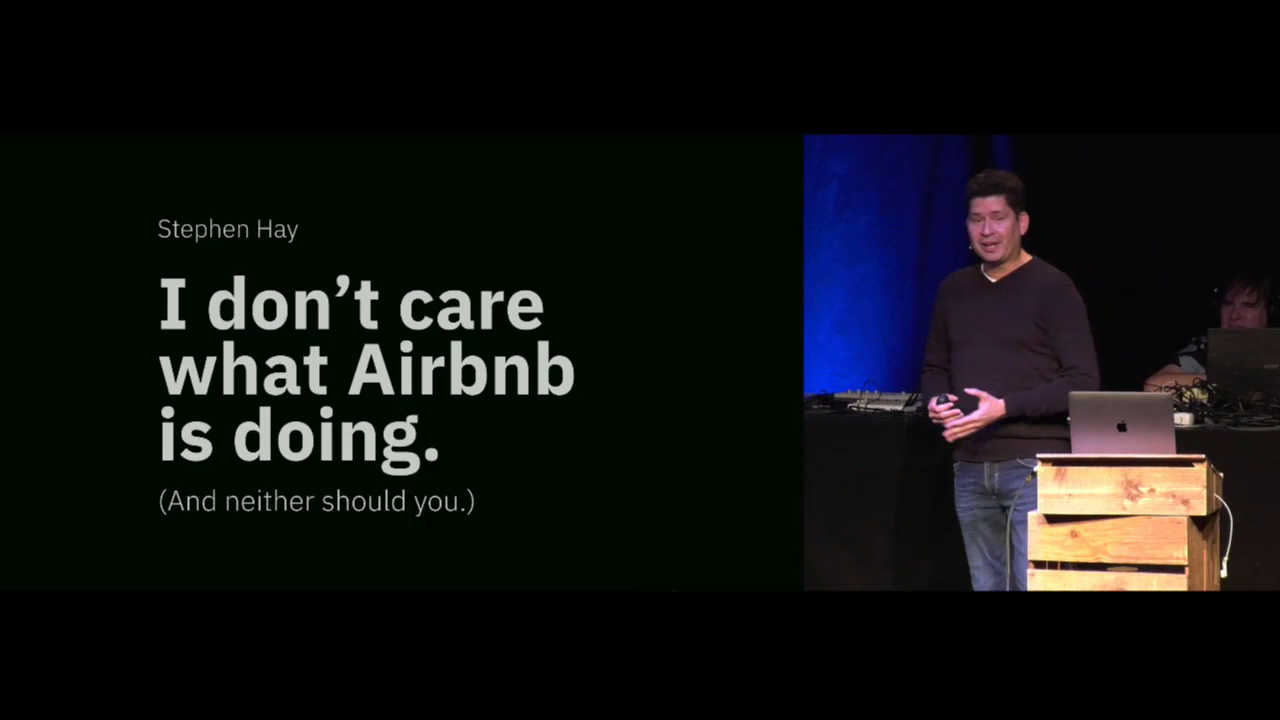 Stephen Hay
I don’t care
what Airbnb
is doing.
(And neither should you.)